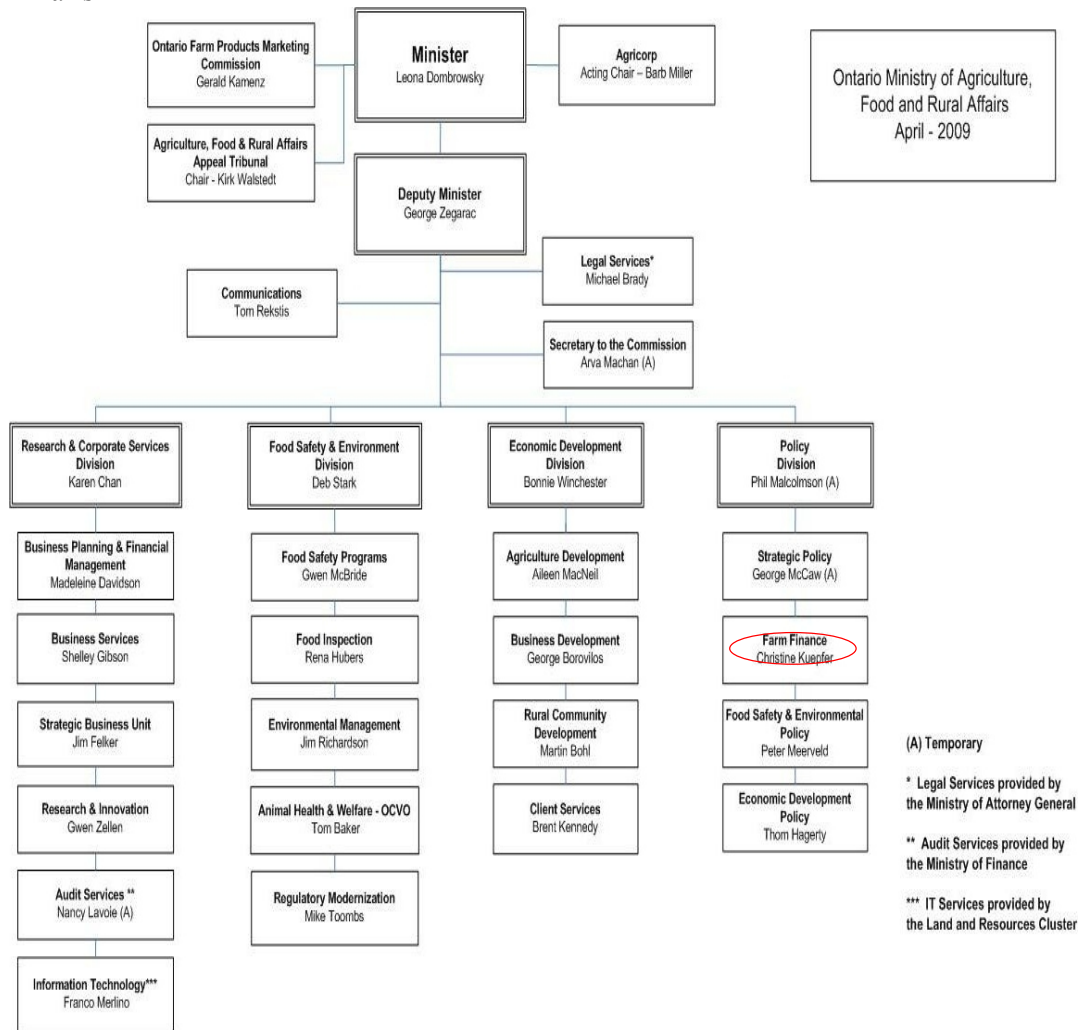 Ontario Farm Products Marketing
Commission
Gerald Kamenz
Minister
Leona Dombrowsky
Agricorp
Acting Chair – Barb Miller
Ontario Ministry of Agriculture,
Food and Rural Affairs
April - 2009
Agriculture, Food & Rural Affairs
Appeal Tribunal
Chair - Kirk Walstedt
Deputy Minister
George Zegarac
Legal Services*
Michael Brady
Communications
Tom Rekstis
Secretary to the Commission
Arva Machan (A)
Research & Corporate Services
Division
Karen Chan
Food Safety & Environment
Division
Deb Stark
Economic Development
Division
Bonnie Winchester
Policy
Division
Phil Malcolmson (A)
Business Planning & Financial
Management
Madeleine Davidson
Food Safety Programs
Gwen McBride
Agriculture Development
Aileen MacNeil
Strategic Policy
George McCaw (A)
Business Services
Shelley Gibson
Food Inspection
Rena Hubers
Business Development
George Borovilos
Farm Finance
Christine Kuepfer
Strategic Business Unit
Jim Felker
Environmental Management
Jim Richardson
Rural Community
Development
Martin Bohl
Food Safety & Environmental
Policy
Peter Meerveld
Research & Innovation
Gwen Zellen
Animal Health & Welfare - OCVO
Tom Baker
Client Services
Brent Kennedy
Economic Development
Policy
Thom Hagerty
Audit Services **
Nancy Lavoie (A)
Regulatory Modernization
Mike Toombs
Information Technology***
Franco Merlino
(A) Temporary
* Legal Services provided by
the Ministry of Attorney General
** Audit Services provided by
the Ministry of Finance
*** IT Services provided by
the Land and Resources Cluster